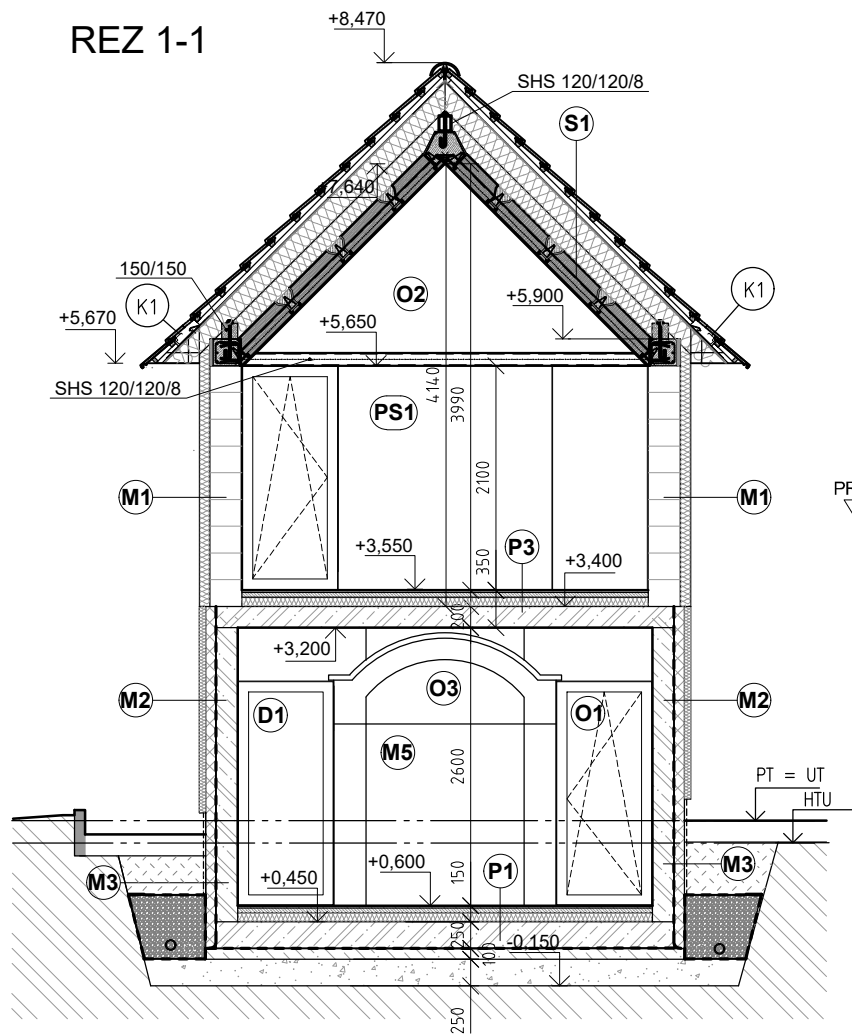 REZ 1-1
+8,470
SHS 120/120/8
S1
7,640
150/150
K1
O2
K1
+5,670
+5,900
+5,650
SHS 120/120/8
4140
3990
PS1
2100
M1
M1
+3,550
350
P3
+3,400
200
+3,200
M2
O3
M2
D1
O1
M5
2600
PT = UT
HTU
M3
+0,600
150
P1
M3
+0,450
250
-0,150
100
250